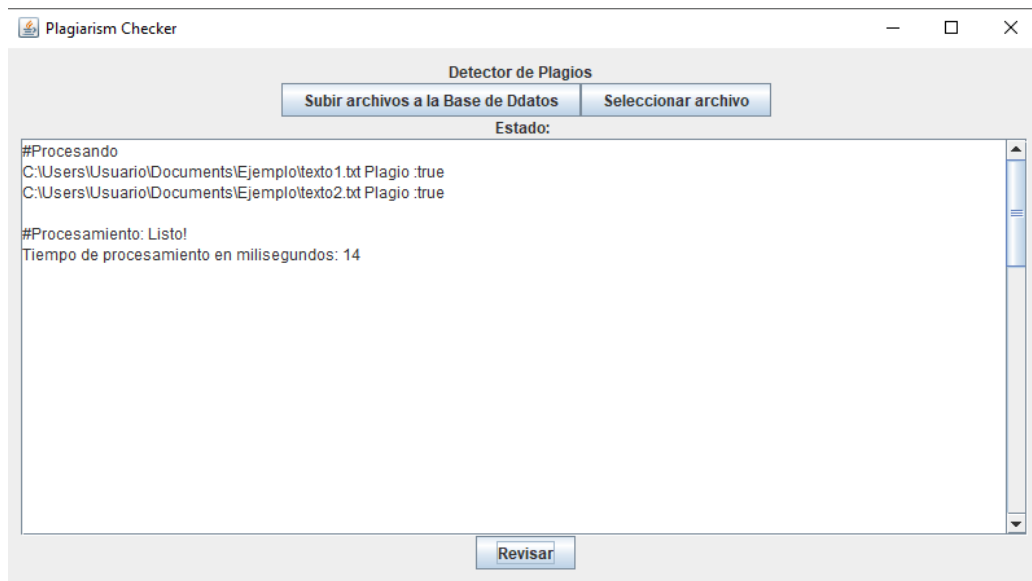 Plagiarism Checker
Detector de Plagios
Subir archivos a la Base de Ddatos Seleccionar archivo
Estado:
#Procesando
C:\Users\Usuario\Documents\Ejemplo\texto1.txt Plagio :true
C:\Users\Usuario\Documents\Ejemplo\texto2.txt Plagio :true
#Procesamiento: Listo!
Tiempo de procesamiento en milisegundos: 14
Revisar